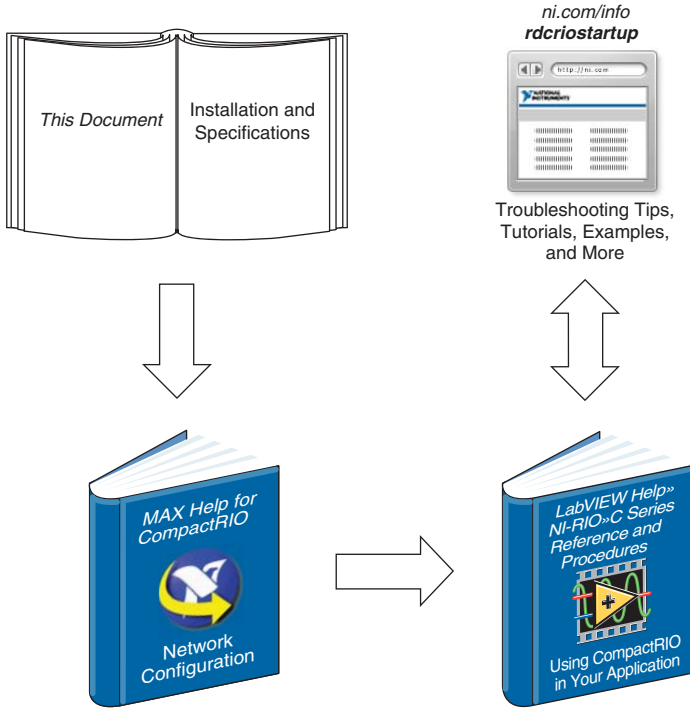 This Document
Installation and
Specifications
ni.com/info
rdcriostartup
http://ni.com
NATIONAL
INSTRUMENTS
Troubleshooting Tips,
Tutorials, Examples,
and More
MAX Help for
CompactRIO
Network
Configuration
LabVIEW Help»
NI-RIO»C Series
Reference and
Procedures
Using CompactRIO
in Your Application